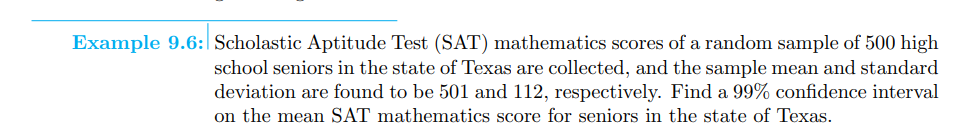 Example 9.6: Scholastic Aptitude Test (SAT) mathematics scores of a random sample of 500 high
school seniors in the state of Texas are collected, and the sample mean and standard
deviation are found to be 501 and 112, respectively. Find a 99% confidence interval
on the mean SAT mathematics score for seniors in the state of Texas.